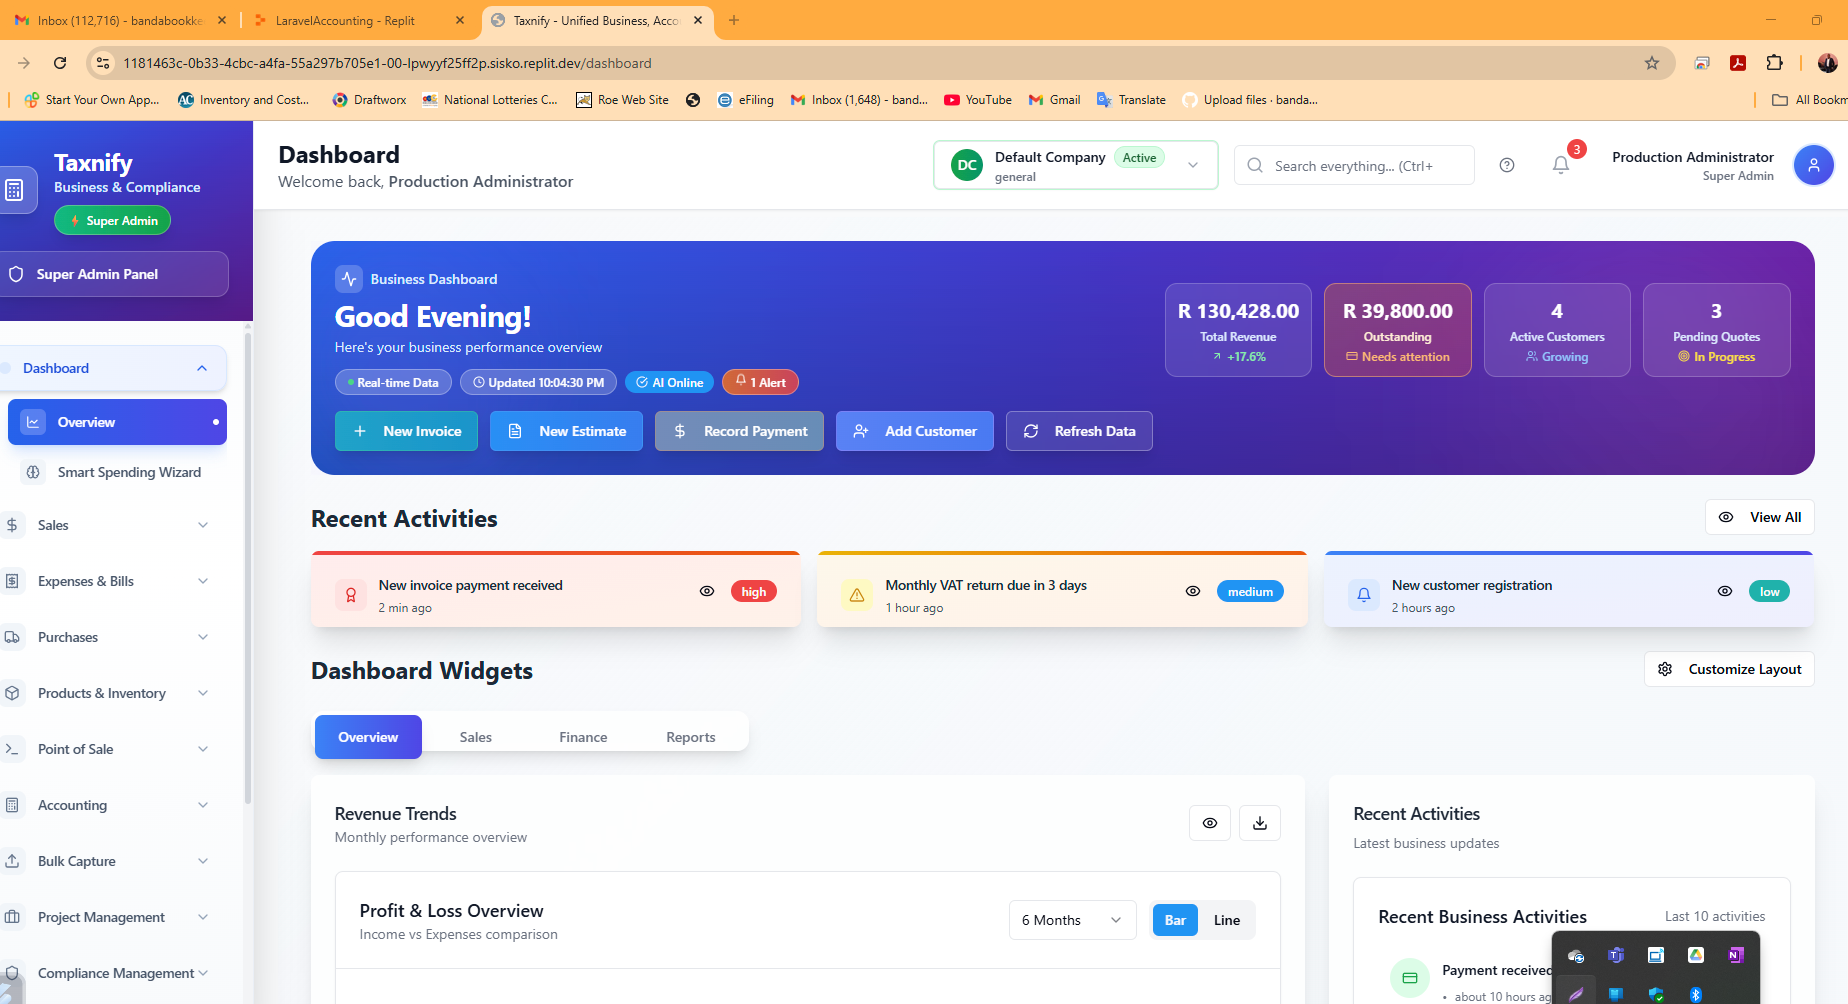 Inbox (112,716) - bandabookke
LaravelAccounting - Replit
Taxnify - Unified Business, Acco
1181463c-0b33-4cbc-a4fa-55a297b705e1-00-lpwyyf25ff2p.sisko.replit.dev/dashboard
Start Your Own App...
Inventory and Cost...
Draftworx
National Lotteries C...
Roe Web Site
eFiling
Inbox (1,648) - band...
YouTube
Gmail
Translate
Upload files · banda...
All Bookm
Taxnify
Business & Compliance
Super Admin
Super Admin Panel
Dashboard
Overview
Smart Spending Wizard
Sales
Expenses & Bills
Purchases
Products & Inventory
Point of Sale
Accounting
Bulk Capture
Project Management
Compliance Management
Dashboard
Welcome back, Production Administrator
DC
Default Company
Active
general
Search everything... (Ctrl+
3
Production Administrator
Super Admin
Business Dashboard
Good Evening!
Here's your business performance overview
Real-time Data
Updated 10:04:30 PM
AI Online
1 Alert
New Invoice
New Estimate
Record Payment
Add Customer
Refresh Data
R 130,428.00
Total Revenue
+17.6%
R 39,800.00
Outstanding
Needs attention
4
Active Customers
Growing
3
Pending Quotes
In Progress
Recent Activities
View All
New invoice payment received
2 min ago
high
Monthly VAT return due in 3 days
1 hour ago
medium
New customer registration
2 hours ago
low
Dashboard Widgets
Customize Layout
Overview
Sales
Finance
Reports
Revenue Trends
Monthly performance overview
Profit & Loss Overview
Income vs Expenses comparison
6 Months
Bar
Line
Recent Activities
Latest business updates
Recent Business Activities
Last 10 activities
Payment received
• about 10 hours ag